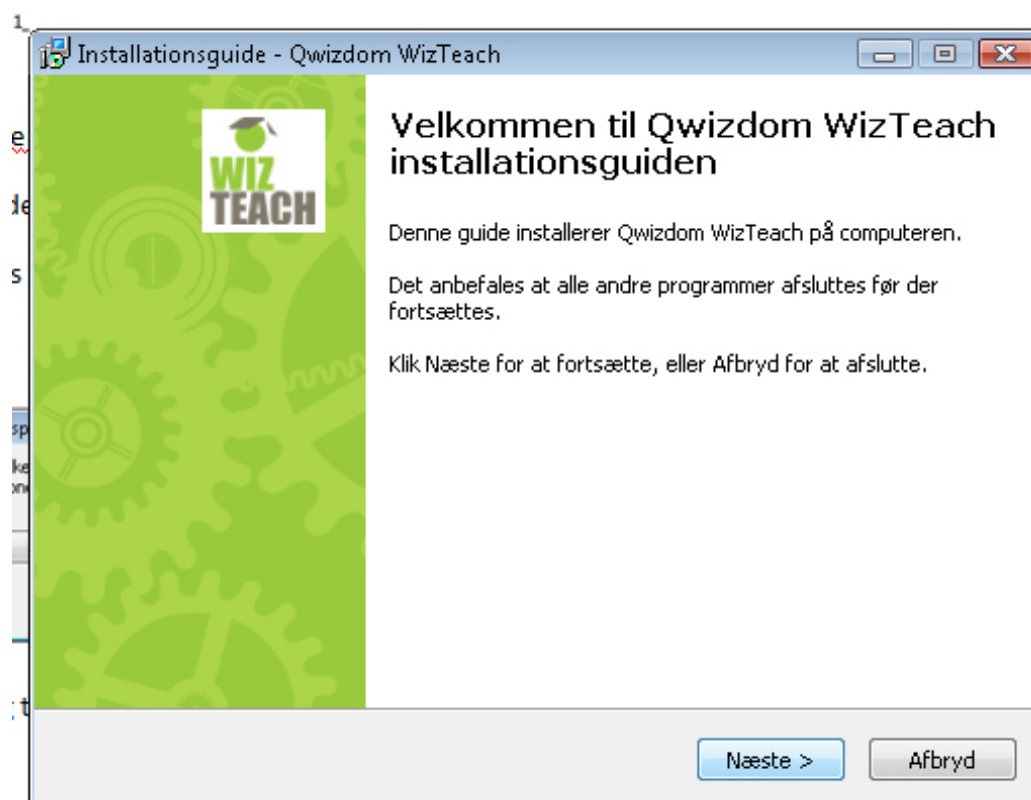 1
Installationsguide - Qwizdom WizTeach
WIZ
TEACH
Velkommen til Qwizdom WizTeach
installationsguiden
Denne guide installerer Qwizdom WizTeach på computeren.
Det anbefales at alle andre programmer afsluttes før der
fortsættes.
Klik Næste for at fortsætte, eller Afbryd for at afslutte.
Næste >
Afbryd